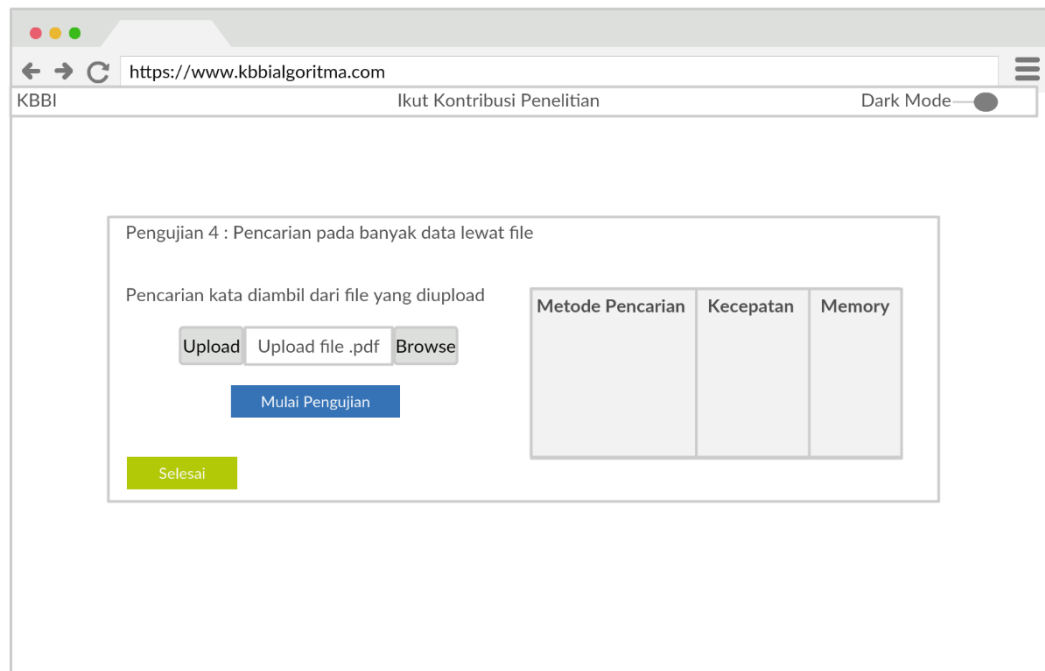 https://www.kbbialgoritma.com
KBBI Ikut Kontribusi Penelitian Dark Mode
Pengujian 4 : Pencarian pada banyak data lewat file
Pencarian kata diambil dari file yang diupload
Upload Upload file .pdf Browse
Mulai Pengujian
Selesai
Metode Pencarian Kecepatan Memory